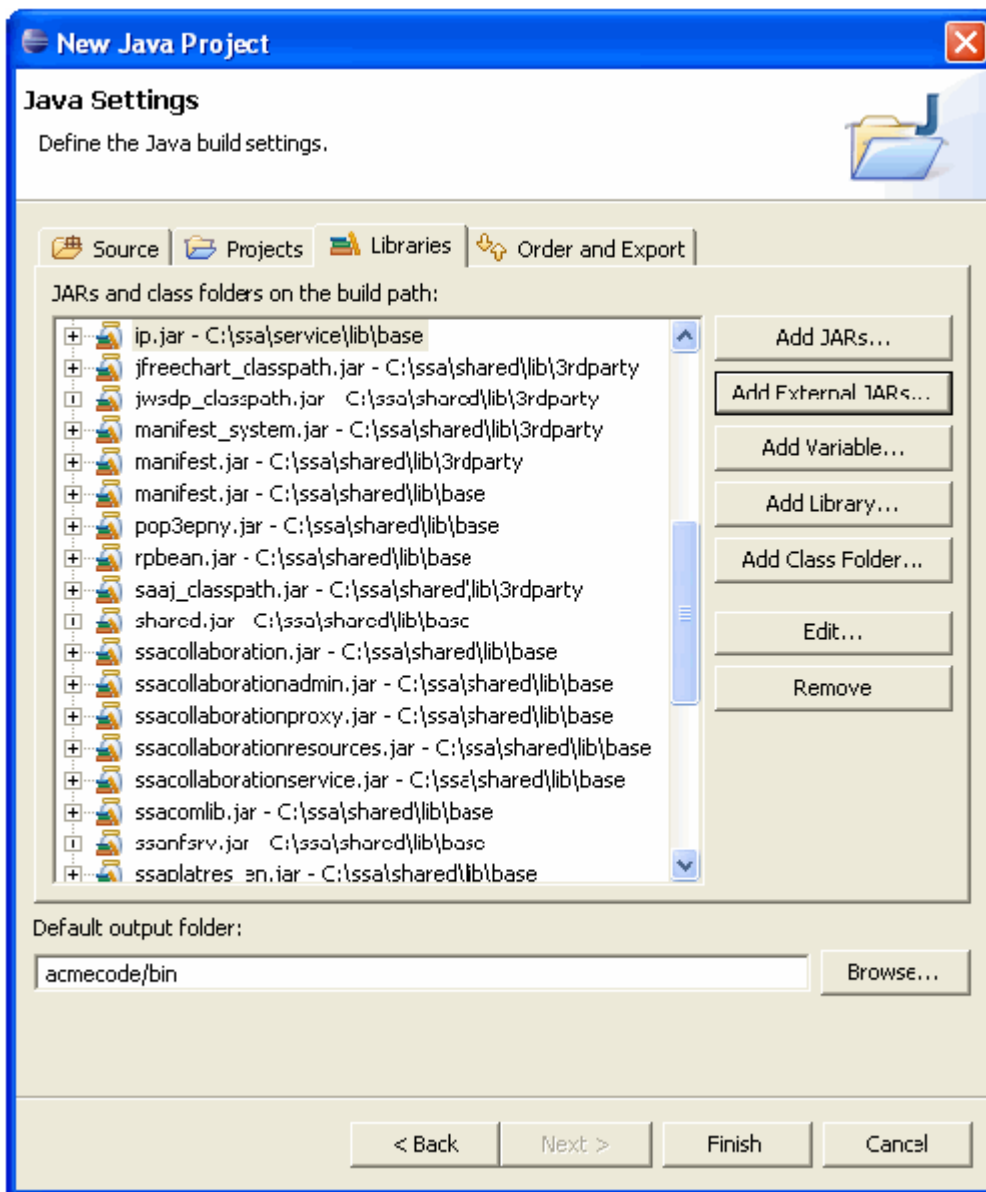 New Java Project
Java Settings
Define the Java build settings.
Source Projects Libraries Order and Export
JARs and class folders on the build path:
ip.jar - C:\ssa\service\lib\base
jfreechart_classpath.jar - C:\ssa\shared\lib\3rdparty
jwsdp_classpath.jar - C:\ssa\shared\lib\3rdparty
manifest_system.jar - C:\ssa\shared\lib\3rdparty
manifest.jar - C:\ssa\shared\lib\3rdparty
manifest.jar - C:\ssa\shared\lib\base
pop3epny.jar - C:\ssa\shared\lib\base
rpbean.jar - C:\ssa\shared\lib\base
saaj_classpath.jar - C:\ssa\shared\lib\3rdparty
shared.jar - C:\ssa\shared\lib\base
ssacollaboration.jar - C:\ssa\shared\lib\base
ssacollaborationadmin.jar - C:\ssa\shared\lib\base
ssacollaborationproxy.jar - C:\ssa\shared\lib\base
ssacollaborationresources.jar - C:\ssa\shared\lib\base
ssacollaborationservice.jar - C:\ssa\shared\lib\base
ssacomlib.jar - C:\ssa\shared\lib\base
ssanfsrv.jar - C:\ssa\shared\lib\base
ssaplatres_en.jar - C:\ssa\shared\lib\base
Add JARs...
Add External JARs...
Add Variable...
Add Library...
Add Class Folder...
Edit...
Remove
Default output folder:
acmecode/bin Browse...
< Back Next > Finish Cancel